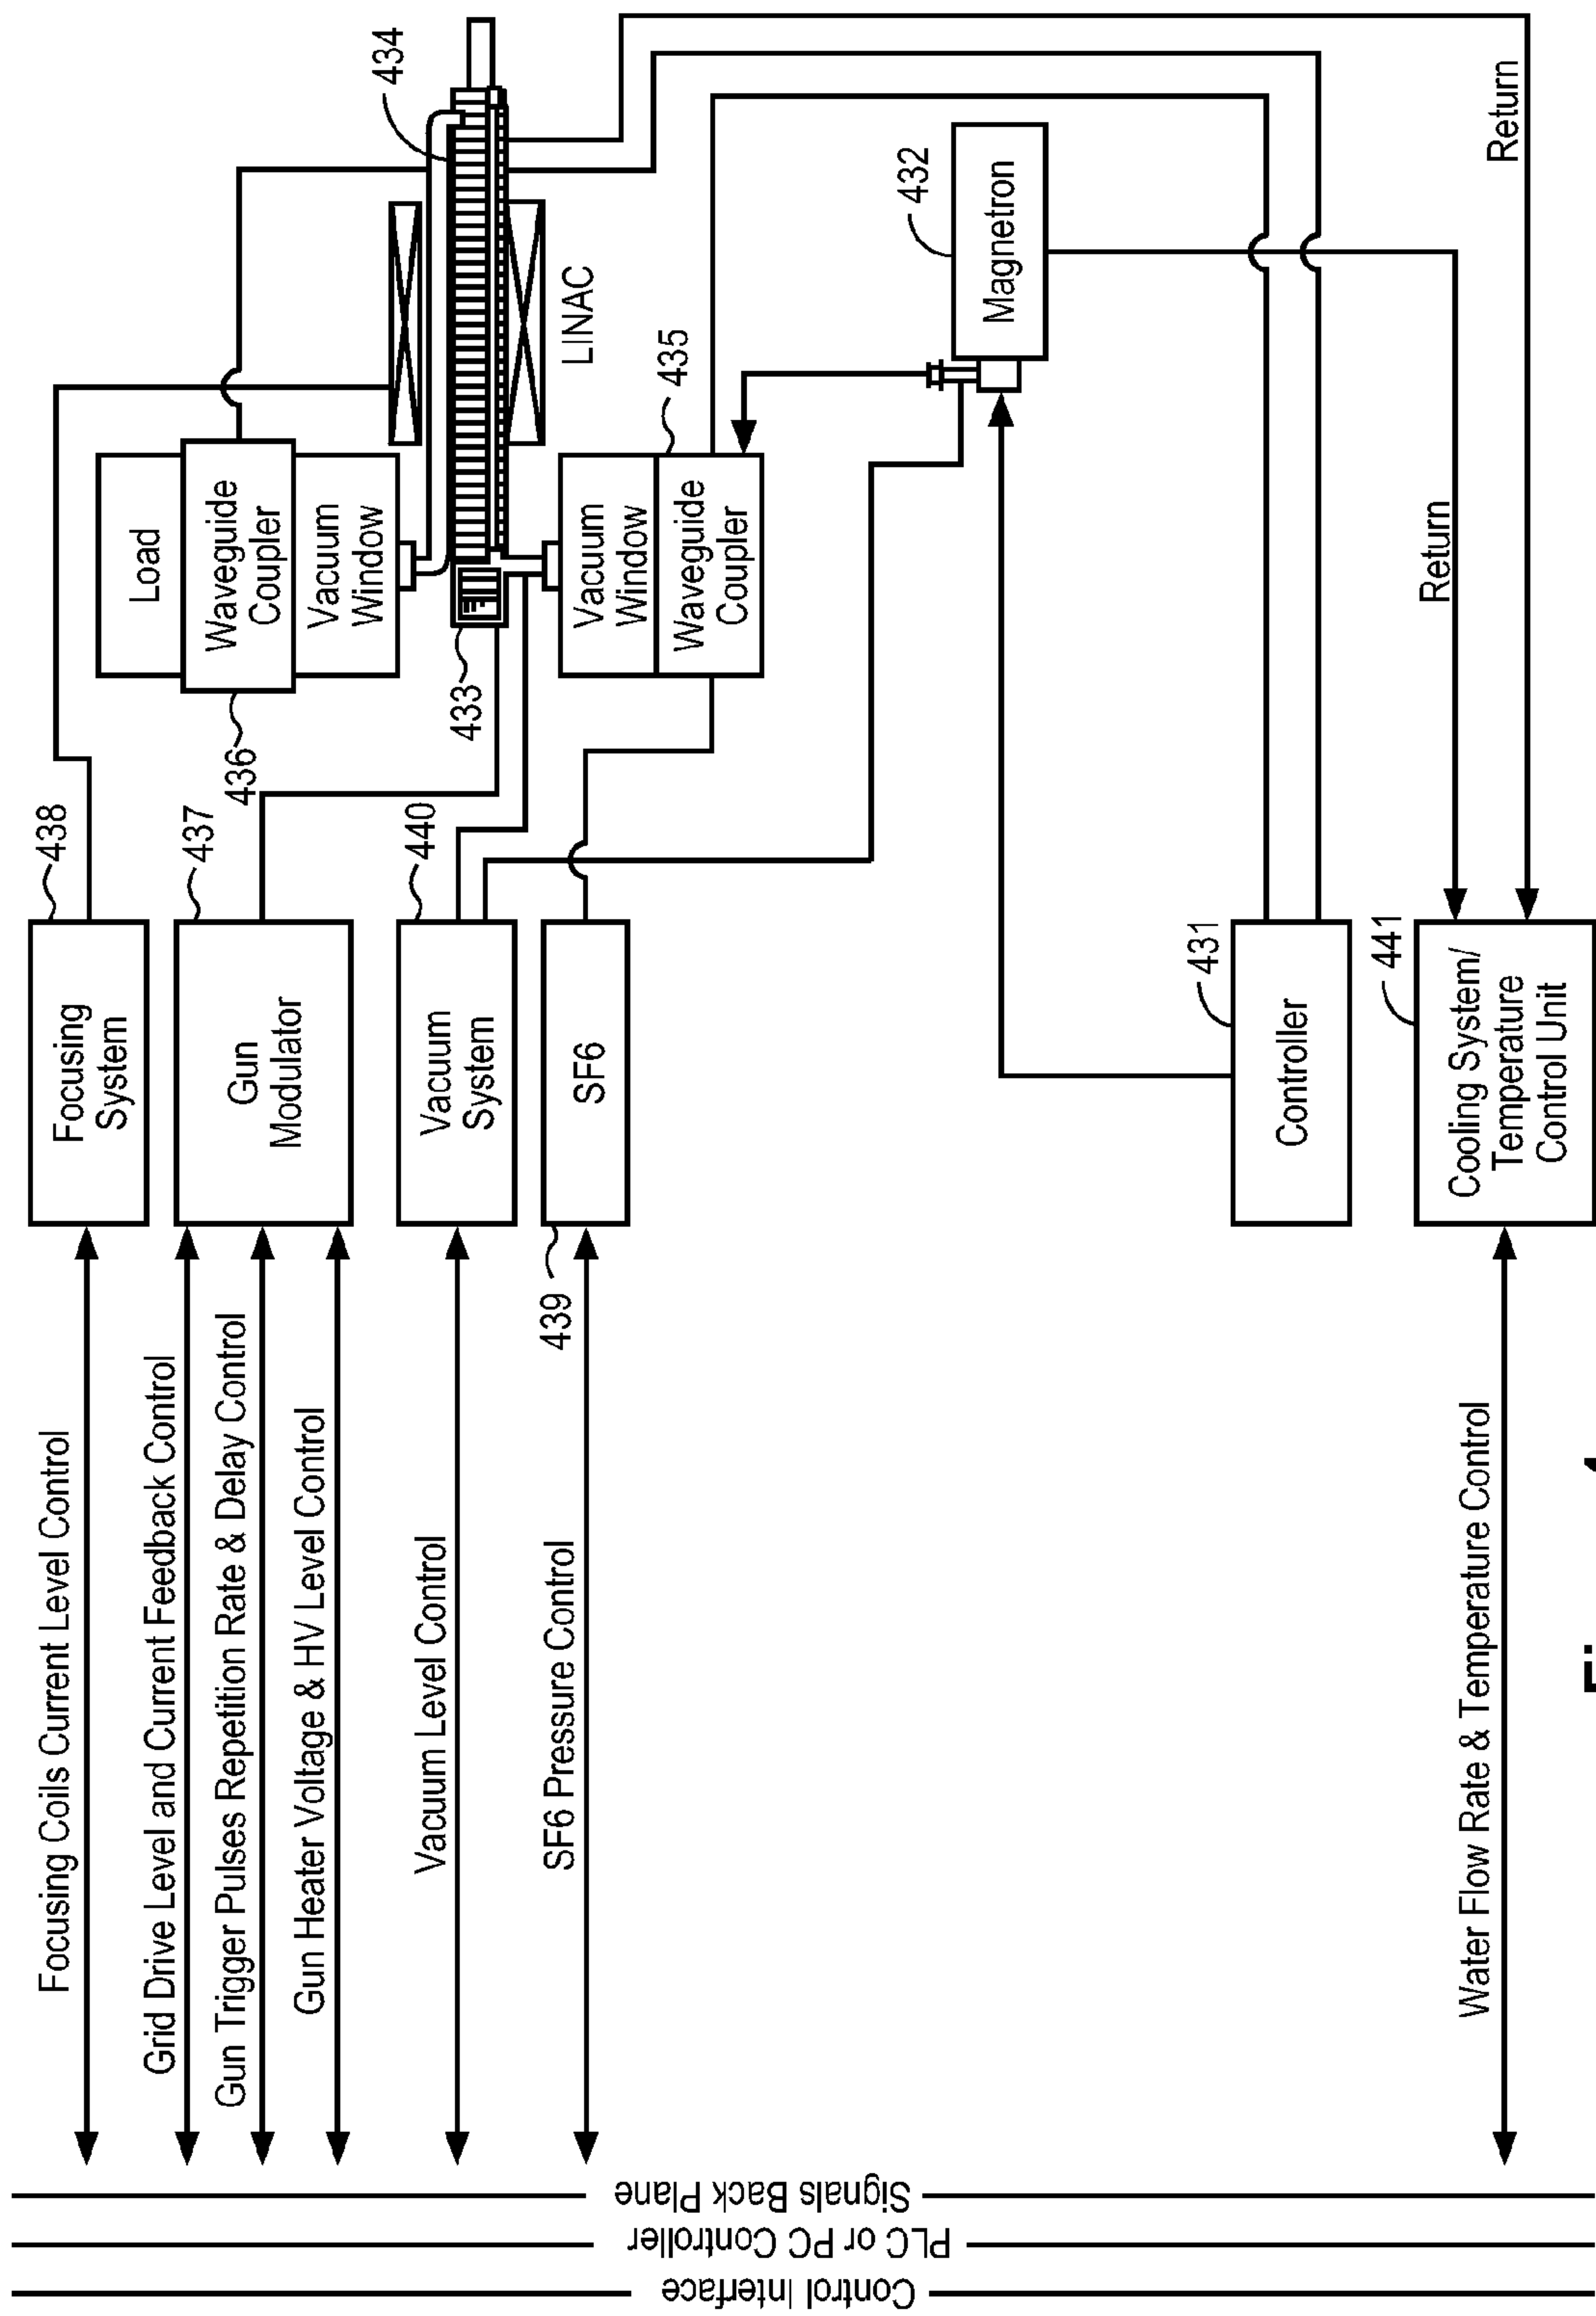 Control Interface
PLC or PC Controller
Signals Back Plane
Focusing Coils Current Level Control
Grid Drive Level and Current Feedback Control
Gun Trigger Pulses Repetition Rate & Delay Control
Gun Heater Voltage & HV Level Control
Vacuum Level Control
SF6 Pressure Control
Water Flow Rate & Temperature Control
438
Focusing
System
437
Gun
Modulator
440
Vacuum
System
439
SF6
431
Controller
441
Cooling System/
Temperature
Control Unit
436
Load
Waveguide
Coupler
Vacuum
Window
433
434
LINAC
435
Vacuum
Window
Waveguide
Coupler
432
Magnetron
Return
Return